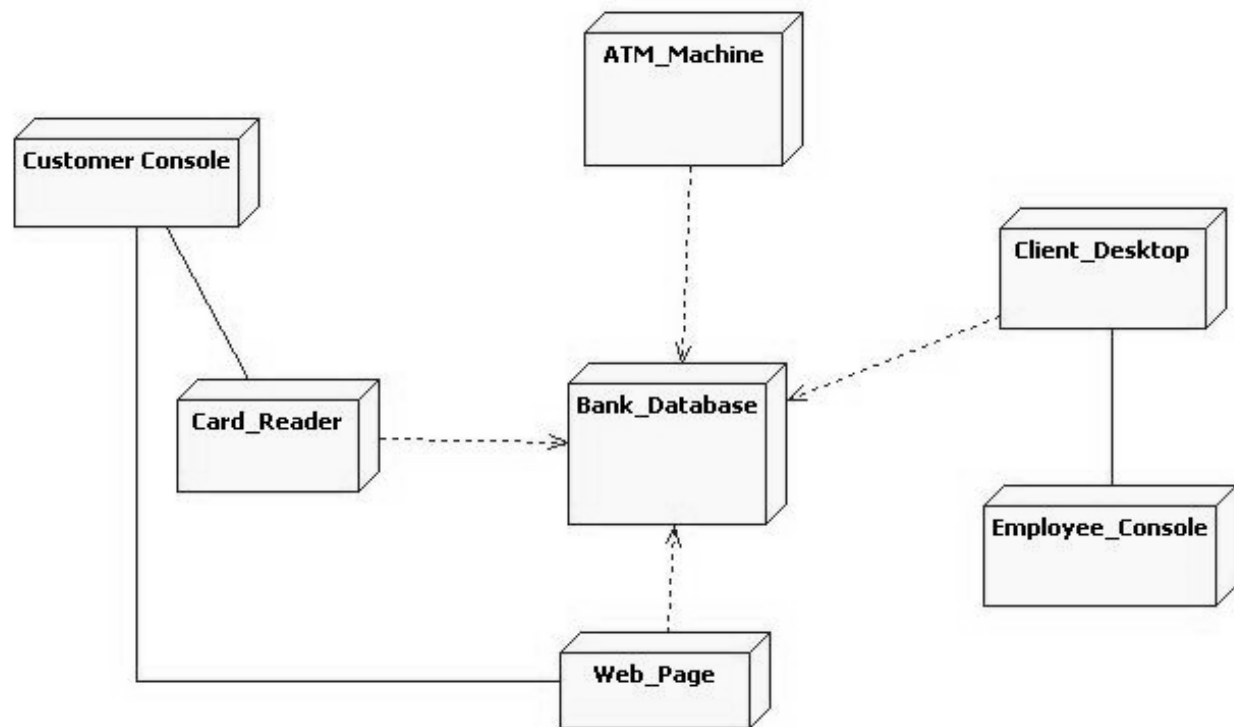 ATM_Machine
Customer Console
Client_Desktop
Card_Reader
Bank_Database
Employee_Console
Web_Page